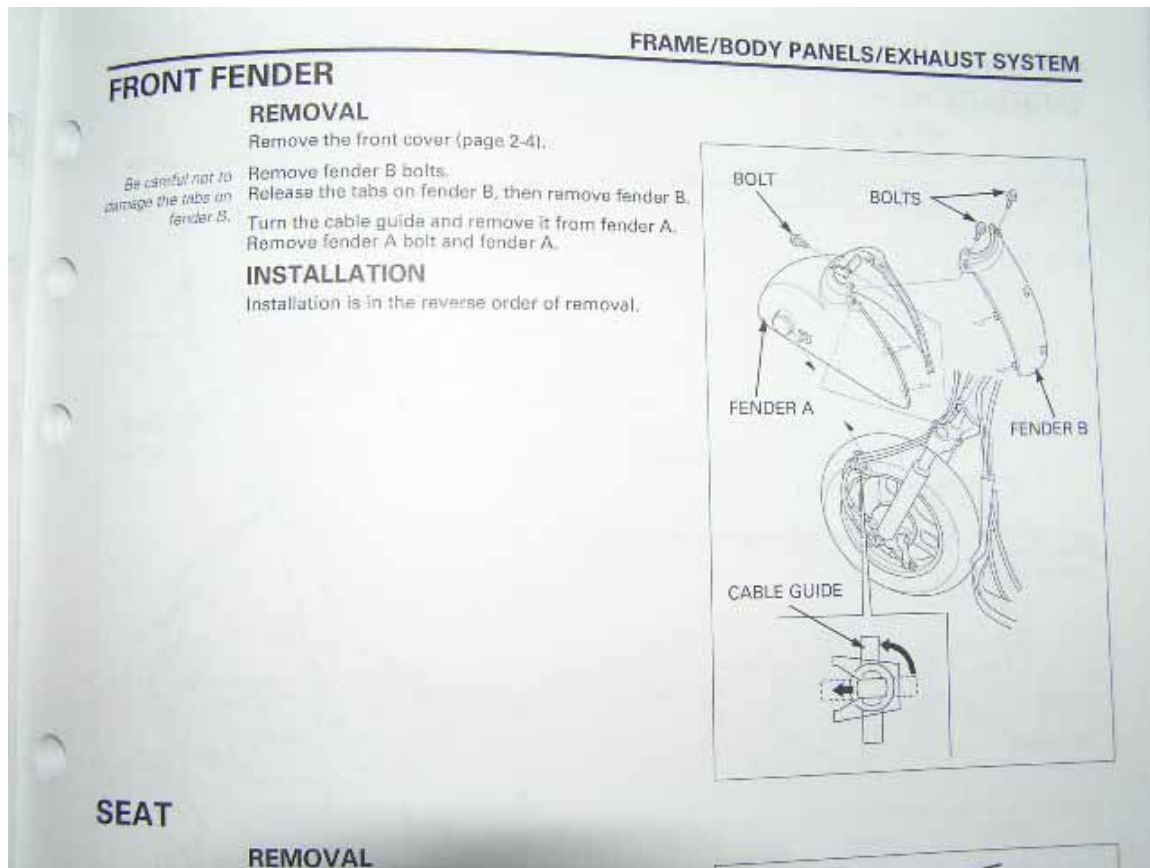 FRAME/BODY PANELS/EXHAUST SYSTEM
FRONT FENDER
REMOVAL
Remove the front cover (page 2-4).
Be careful not to
damage the tabs on
fender B.
Remove fender B bolts.
Release the tabs on fender B, then remove fender B.
Turn the cable guide and remove it from fender A.
Remove fender A bolt and fender A.
INSTALLATION
Installation is in the reverse order of removal.
BOLT
BOLTS
FENDER A
FENDER B
CABLE GUIDE
SEAT
REMOVAL